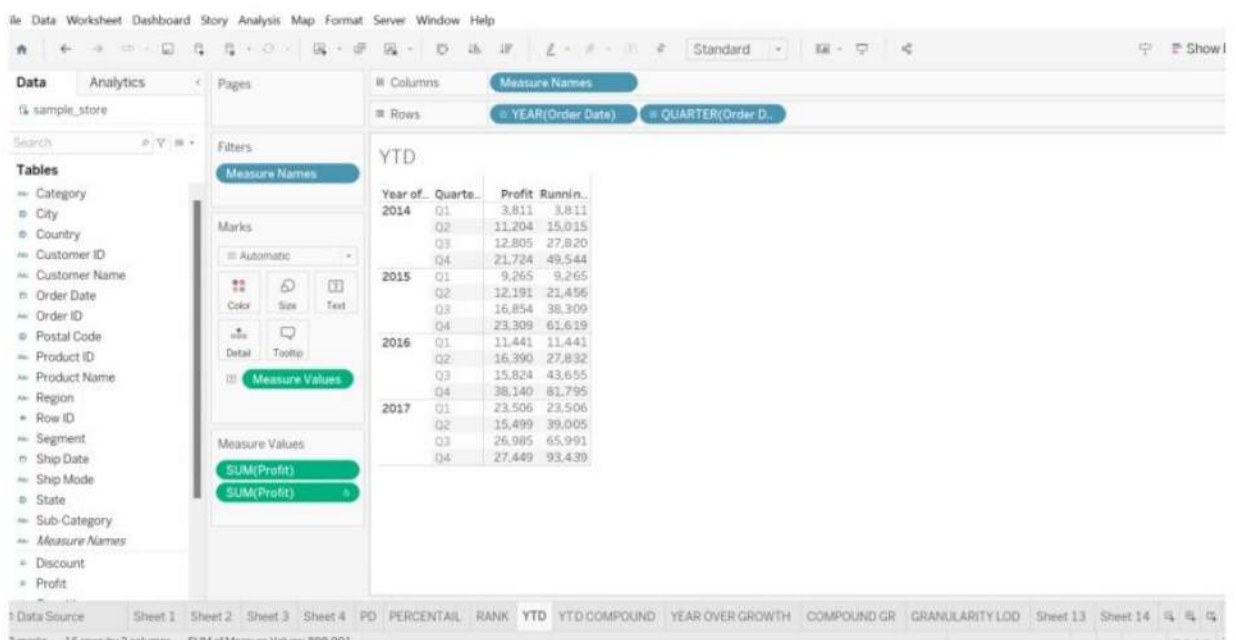 ile Data Worksheet Dashboard Story Analysis Map Format Server Window Help
Standard Show
Data Analytics Pages Columns Measure Names
sample_store Rows YEAR(Order Date) QUARTER(Order D..
Search
Filters
Measure Names
YTD
Tables
Category
City
Country
Customer ID
Customer Name
Order Date
Order ID
Postal Code
Product ID
Product Name
Region
Row ID
Segment
Ship Date
Ship Mode
State
Sub-Category
Measure Names
Discount
Profit
Marks
Automatic
Color Size Text
Detail Tooltip
Measure Values
Measure Values
SUM(Profit)
SUM(Profit)
Year of.. Quarte.. Profit Runnin..
2014 Q1 3,811 3,811
Q2 11,204 15,015
Q3 12,805 27,820
Q4 21,724 49,544
2015 Q1 9,265 9,265
Q2 12,191 21,456
Q3 16,854 38,309
Q4 23,309 61,619
2016 Q1 11,441 11,441
Q2 16,390 27,832
Q3 15,824 43,655
Q4 38,140 81,795
2017 Q1 23,506 23,506
Q2 15,499 39,005
Q3 26,985 65,991
Q4 27,449 93,439
Data Source Sheet 1 Sheet 2 Sheet 3 Sheet 4 PD PERCENTAIL RANK YTD YTD COMPOUND YEAR OVER GROWTH COMPOUND GR GRANULARITY LOD Sheet 13 Sheet 14